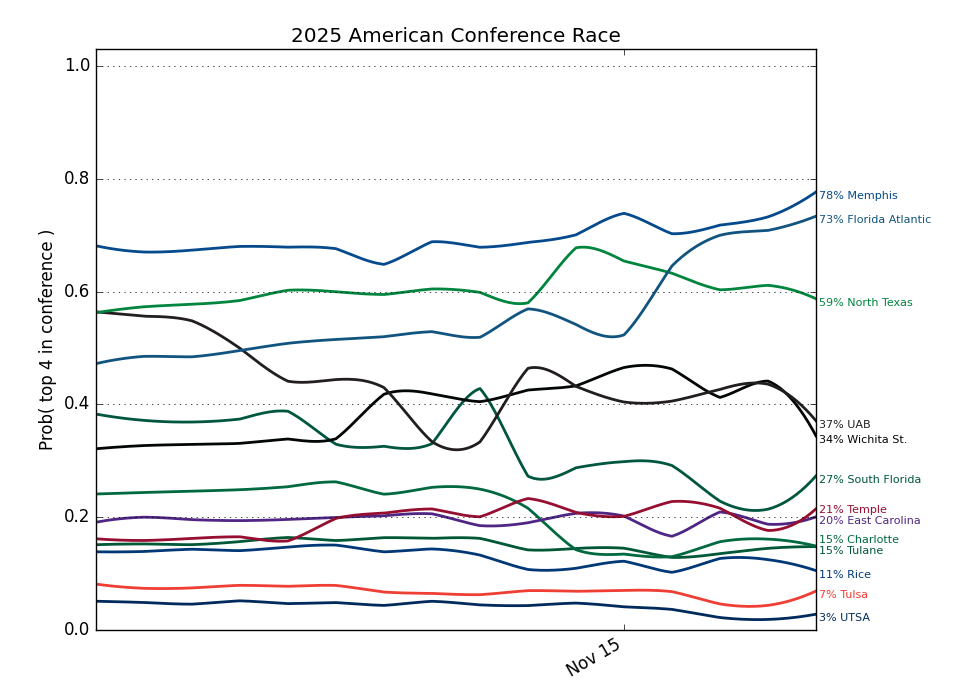 2025 American Conference Race
1.0
0.8
0.6
0.4
0.2
0.0
Prob( top 4 in conference )
Nov 15
78% Memphis
73% Florida Atlantic
59% North Texas
37% UAB
34% Wichita St.
27% South Florida
21% Temple
20% East Carolina
15% Charlotte
15% Tulane
11% Rice
7% Tulsa
3% UTSA